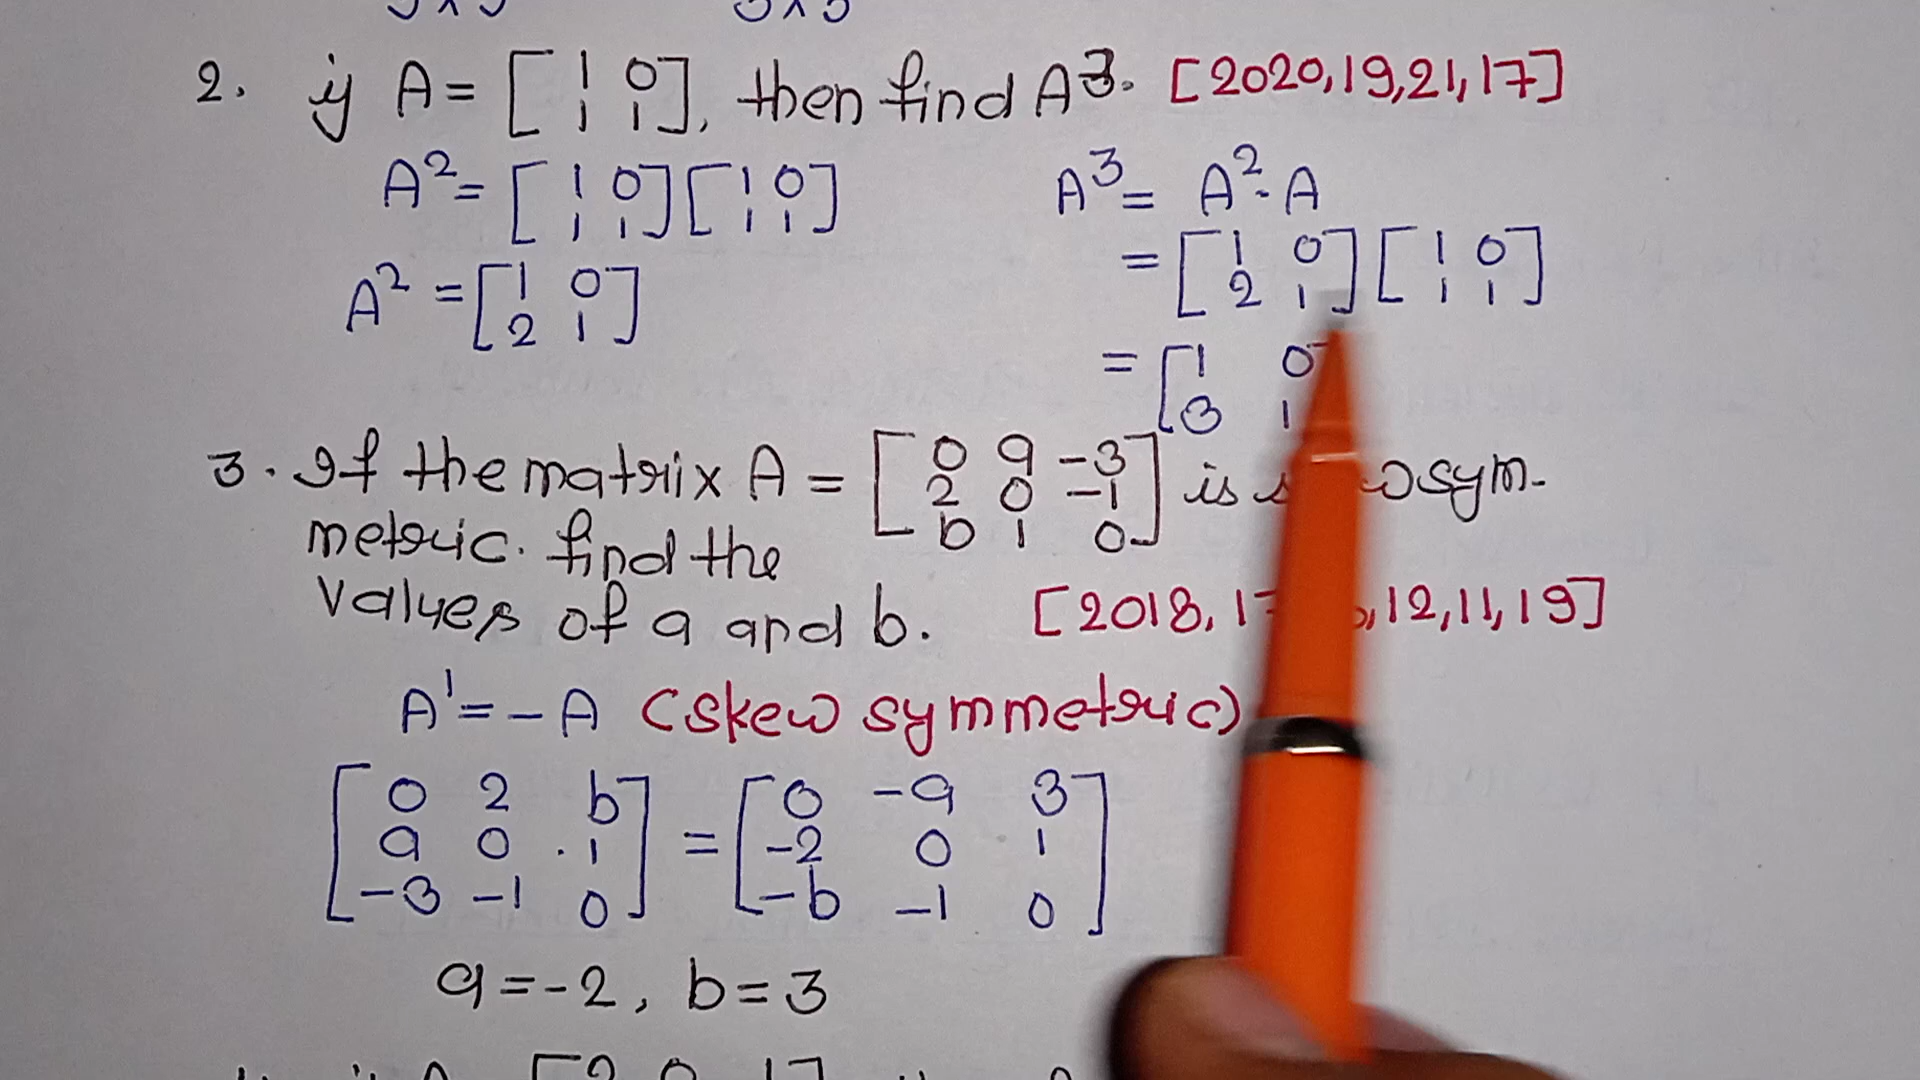 2. if A = [1 0 1 1], then find A³. [2020,19,21,17]
A² = [1 0 1 1] [1 0 1 1]
A² = [1 0 2 1]
A³ = A² · A
= [1 0 2 1] [1 0 1 1]
= [1 0 3 1
3. If the matrix A = [0 a -3 2 0 -1 b 1 0] is sym-
metric. find the
values of a and b. [2018, 17 ,12,11,19]
A' = -A (skew symmetric)
[0 2 b a 0 1 -3 -1 0] = [0 -a 3 -2 0 1 -b -1 0]
a = -2, b = 3